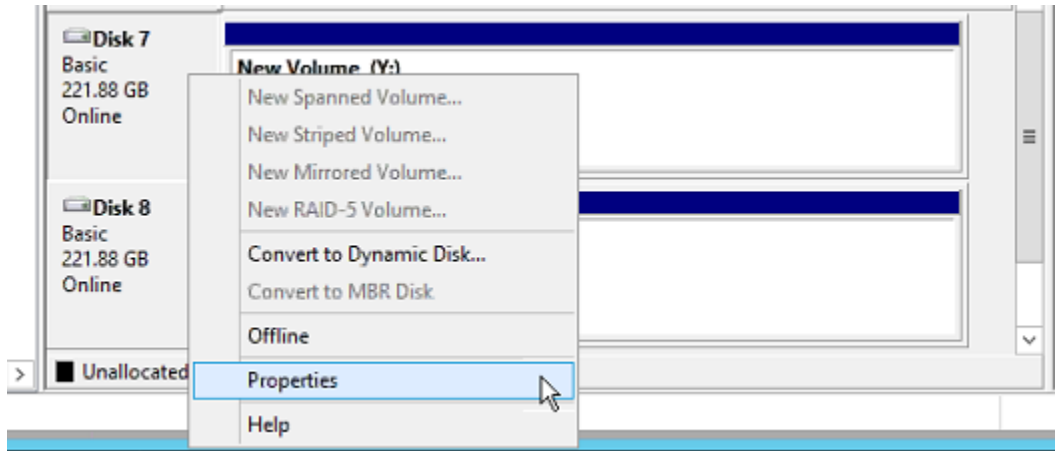 Disk 7
Basic
221.88 GB
Online
New Volume (Y:)
Disk 8
Basic
221.88 GB
Online
Unallocated
New Spanned Volume...
New Striped Volume...
New Mirrored Volume...
New RAID-5 Volume...
Convert to Dynamic Disk...
Convert to MBR Disk
Offline
Properties
Help